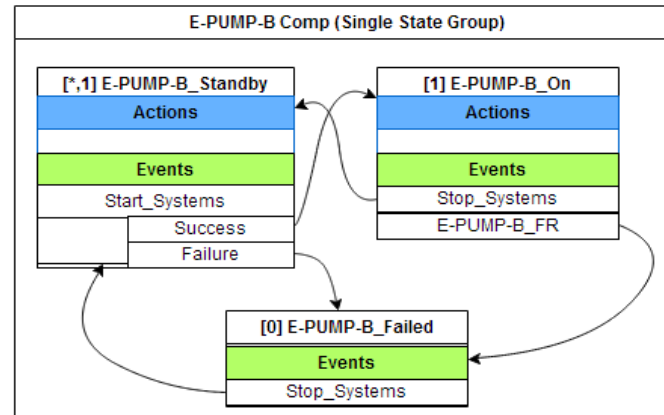 E-PUMP-B Comp (Single State Group)
[*,1] E-PUMP-B_Standby
Actions
Events
Start_Systems
Success
Failure
[1] E-PUMP-B_On
Actions
Events
Stop_Systems
E-PUMP-B_FR
[0] E-PUMP-B_Failed
Events
Stop_Systems